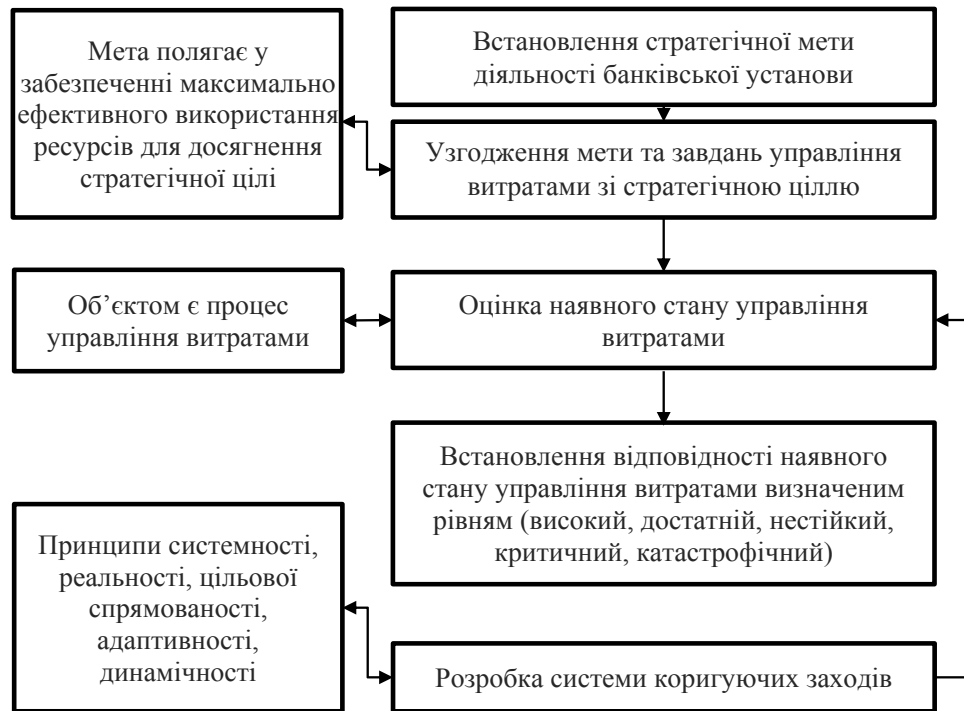 Мета полягає у
забезпеченні максимально
ефективного використання
ресурсів для досягнення
стратегічної цілі
Встановлення стратегічної мети
діяльності банківської установи
Узгодження мети та завдань управління
витратами зі стратегічною ціллю
Об’єктом є процес
управління витратами
Оцінка наявного стану управління
витратами
Встановлення відповідності наявного
стану управління витратами визначеним
рівням (високий, достатній, нестійкий,
критичний, катастрофічний)
Принципи системності,
реальності, цільової
спрямованості,
адаптивності,
динамічності
Розробка системи коригуючих заходів